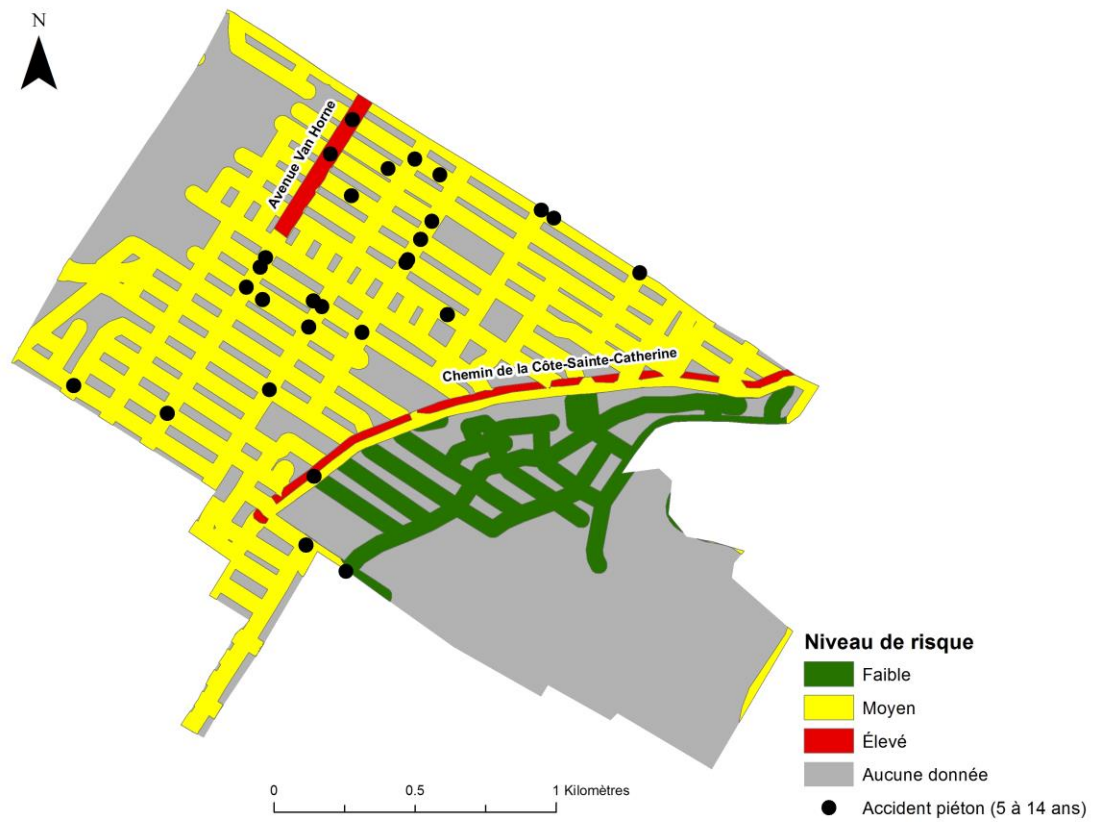 N
Avenue Van Horne
Chemin de la Côte-Sainte-Catherine
Niveau de risque
Faible
Moyen
Élevé
Aucune donnée
Accident piéton (5 à 14 ans)
0 0.5 1 Kilomètres